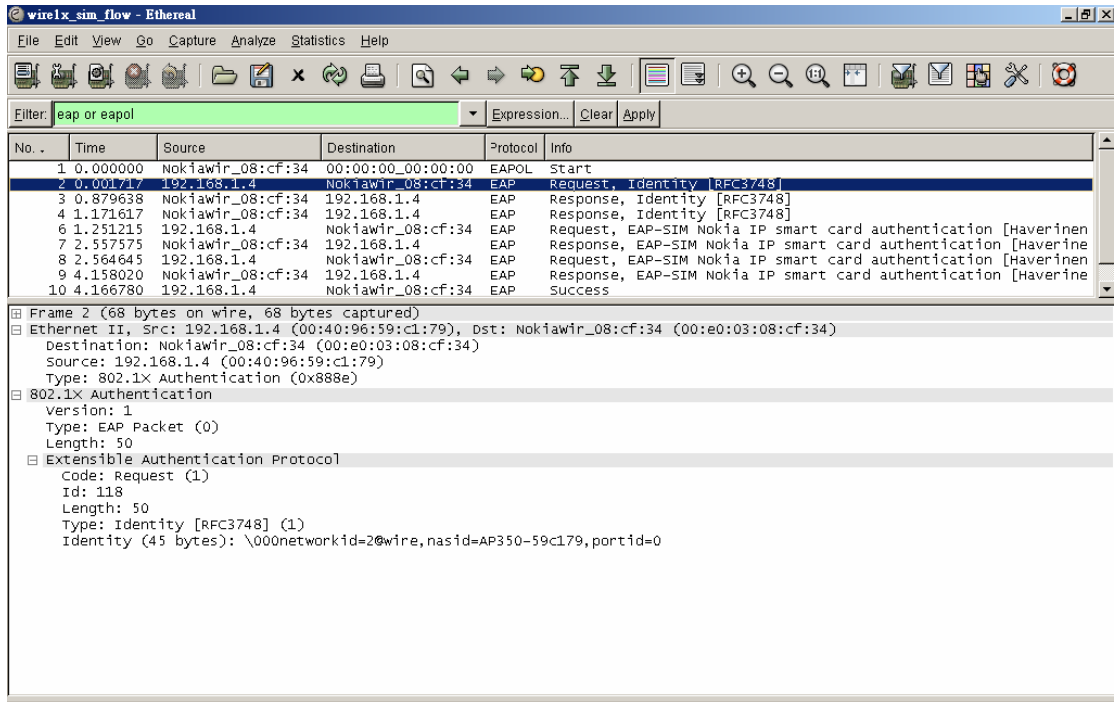 wire1x_sim_flow - Ethereal
File Edit View Go Capture Analyze Statistics Help
Filter: eap or eapol Expression... Clear Apply
No. . Time Source Destination Protocol Info
1 0.000000 NokiaWir_08:cf:34 00:00:00_00:00:00 EAPOL Start
2 0.001717 192.168.1.4 NokiaWir_08:cf:34 EAP Request, Identity [RFC3748]
3 0.879638 NokiaWir_08:cf:34 192.168.1.4 EAP Response, Identity [RFC3748]
4 1.171617 NokiaWir_08:cf:34 192.168.1.4 EAP Response, Identity [RFC3748]
6 1.251215 192.168.1.4 NokiaWir_08:cf:34 EAP Request, EAP-SIM Nokia IP smart card authentication [Haverinen
7 2.557575 NokiaWir_08:cf:34 192.168.1.4 EAP Response, EAP-SIM Nokia IP smart card authentication [Haverine
8 2.564645 192.168.1.4 NokiaWir_08:cf:34 EAP Request, EAP-SIM Nokia IP smart card authentication [Haverinen
9 4.158020 NokiaWir_08:cf:34 192.168.1.4 EAP Response, EAP-SIM Nokia IP smart card authentication [Haverine
10 4.166780 192.168.1.4 NokiaWir_08:cf:34 EAP Success
Frame 2 (68 bytes on wire, 68 bytes captured)
Ethernet II, Src: 192.168.1.4 (00:40:96:59:c1:79), Dst: NokiaWir_08:cf:34 (00:e0:03:08:cf:34)
Destination: NokiaWir_08:cf:34 (00:e0:03:08:cf:34)
Source: 192.168.1.4 (00:40:96:59:c1:79)
Type: 802.1X Authentication (0x888e)
802.1X Authentication
Version: 1
Type: EAP Packet (0)
Length: 50
Extensible Authentication Protocol
Code: Request (1)
Id: 118
Length: 50
Type: Identity [RFC3748] (1)
Identity (45 bytes): \000networkid=2@wire,nasid=AP350-59c179,portid=0